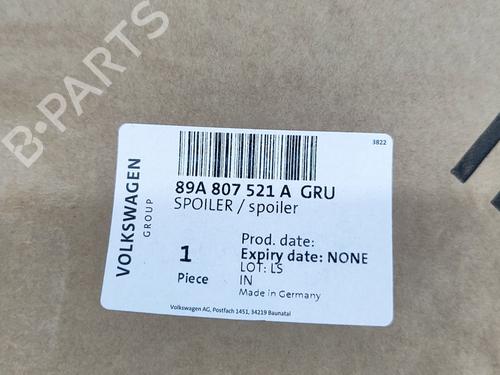 B-PARTS
3822
VOLKSWAGEN
GROUP
89A 807 521 A GRU
SPOILER / spoiler
1
Piece
Prod. date:
Expiry date: NONE
LOT: LS
IN
Made in Germany
Volkswagen AG, Postfach 1451, 34219 Baunatal